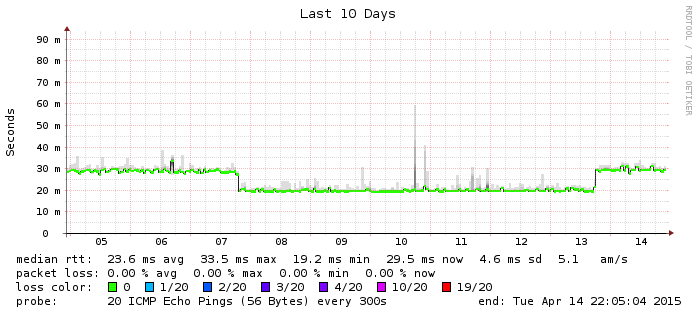 Last 10 Days
RRDTOOL / TOBI OETIKER
Seconds
90 m
80 m
70 m
60 m
50 m
40 m
30 m
20 m
10 m
0
05 06 07 08 09 10 11 12 13 14
median rtt: 23.6 ms avg 33.5 ms max 19.2 ms min 29.5 ms now 4.6 ms sd 5.1 am/s
packet loss: 0.00 % avg 0.00 % max 0.00 % min 0.00 % now
loss color: 0 1/20 2/20 3/20 4/20 10/20 19/20
probe: 20 ICMP Echo Pings (56 Bytes) every 300s end: Tue Apr 14 22:05:04 2015